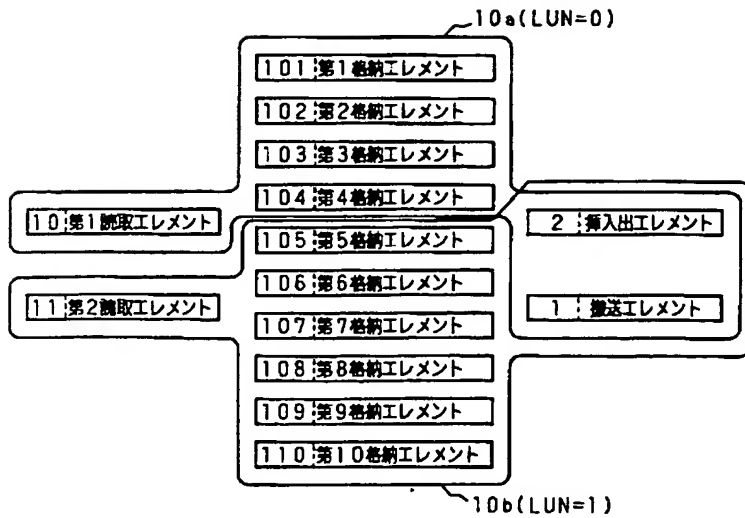 10a(LUN=0)
101 第1格納エレメント
102 第2格納エレメント
103 第3格納エレメント
104 第4格納エレメント
10 第1読取エレメント
105 第5格納エレメント
2 挿入出エレメント
106 第6格納エレメント
11 第2読取エレメント
107 第7格納エレメント
1 搬送エレメント
108 第8格納エレメント
109 第9格納エレメント
110 第10格納エレメント
10b(LUN=1)